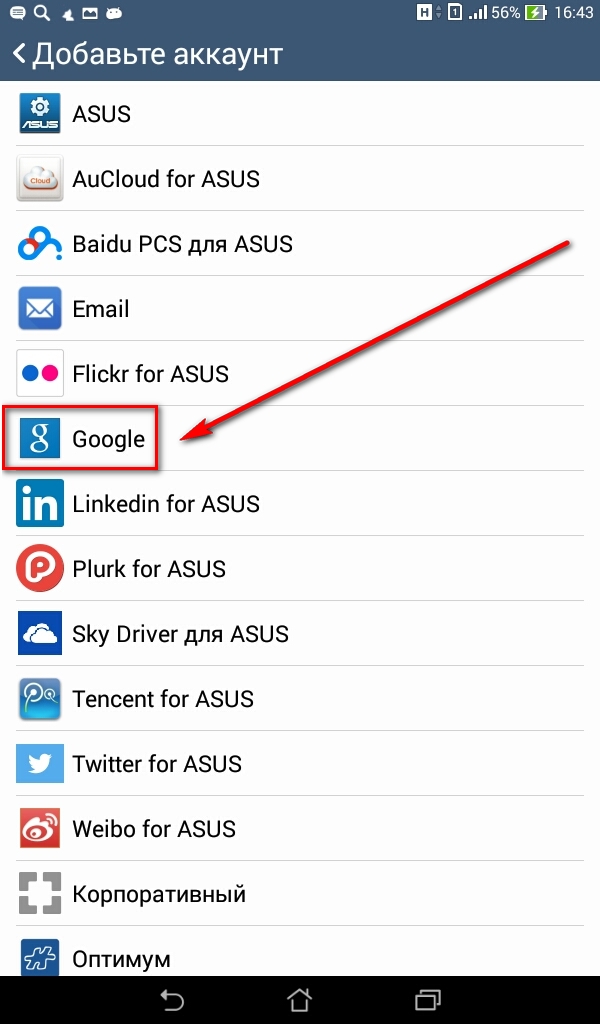 H 1 56% 16:43
Добавьте аккаунт
ASUS
ASUS
Cloud
AuCloud for ASUS
Baidu PCS для ASUS
Email
Flickr for ASUS
g Google
in Linkedin for ASUS
Plurk for ASUS
Sky Driver для ASUS
Tencent for ASUS
Twitter for ASUS
Weibo for ASUS
Корпоративный
Оптимум